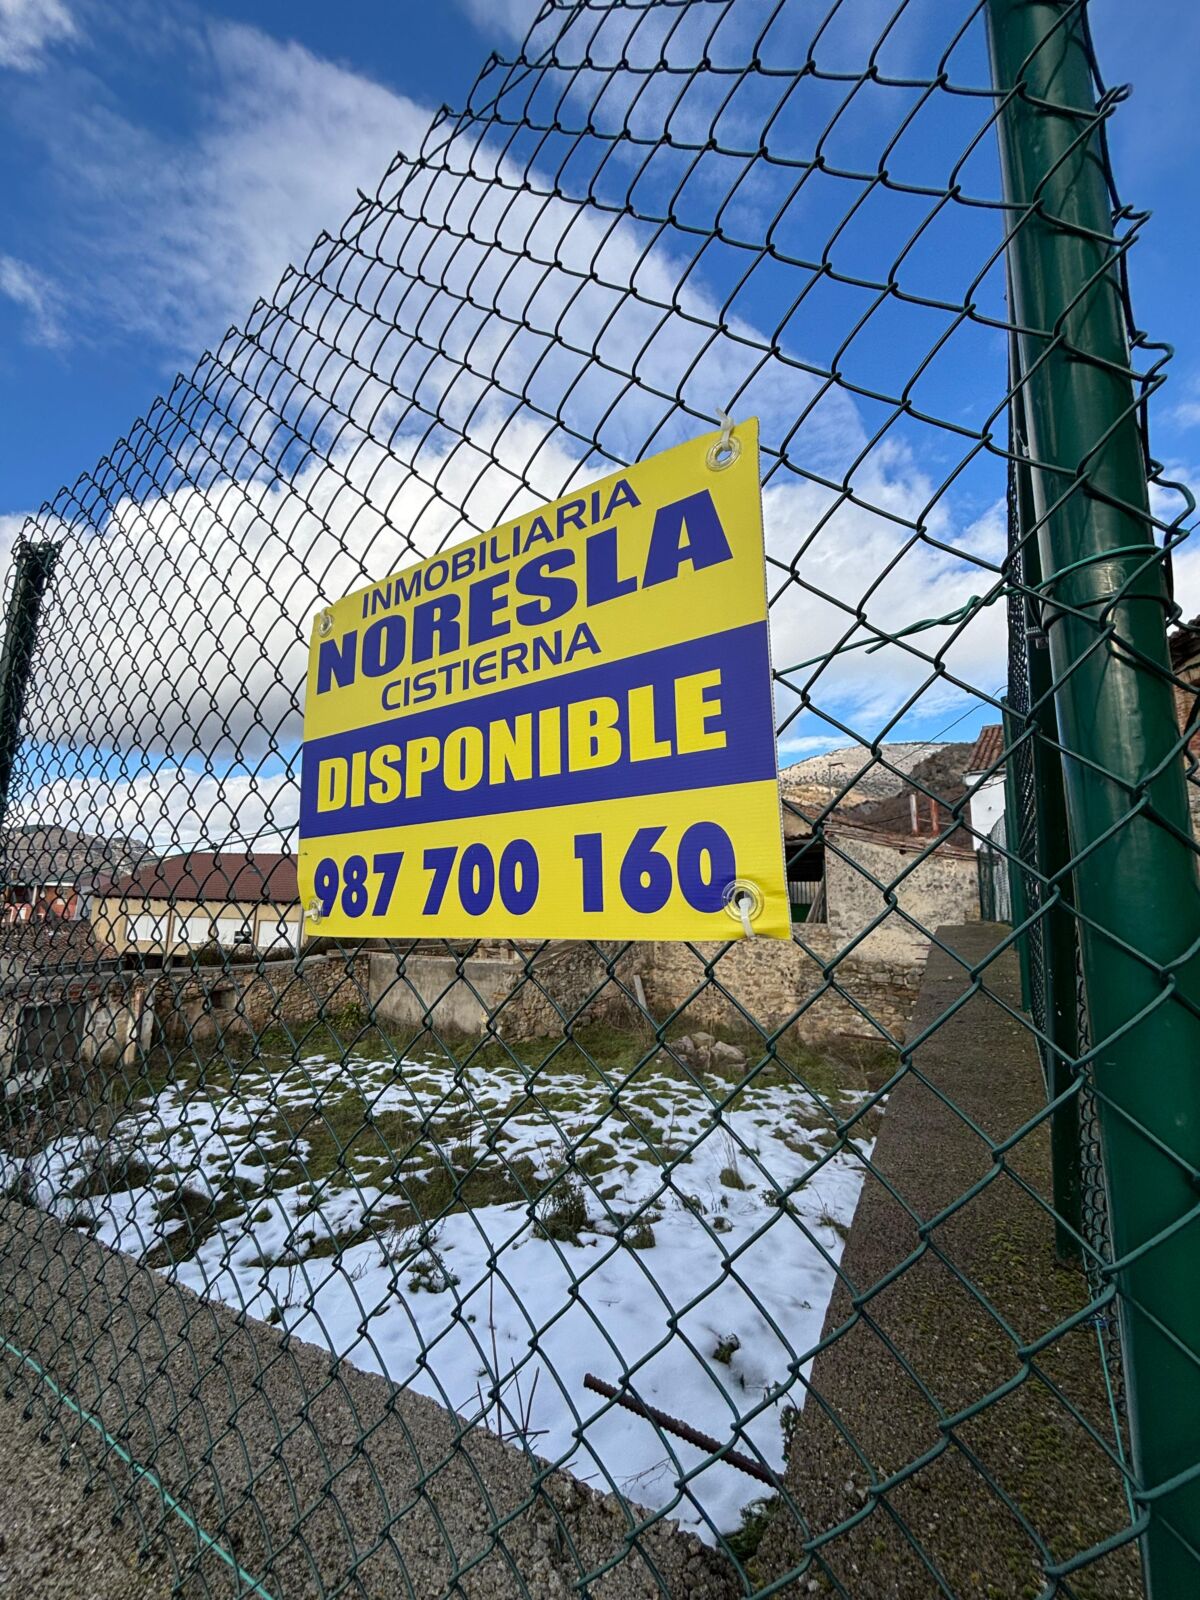 INMOBILIARIA
NORESLA
CISTIERNA
DISPONIBLE
987 700 160